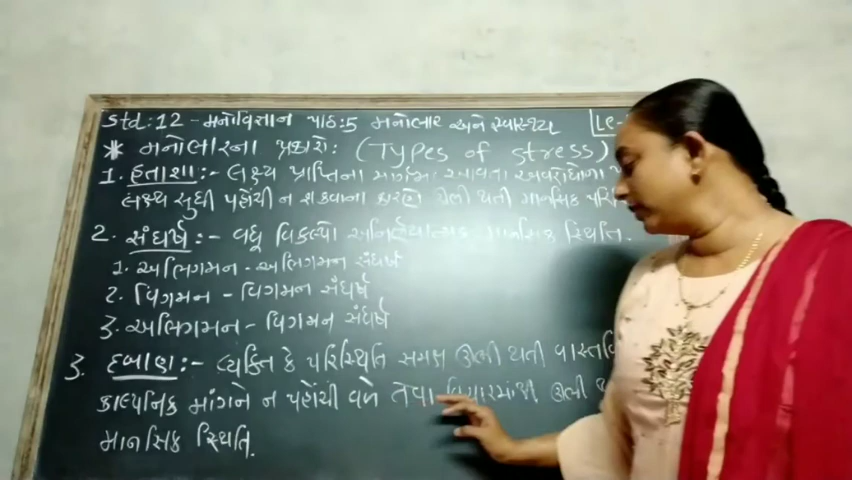 Std:12 - મનોવિજ્ઞાન પાઠ:5 મનોભાર અને સ્વાસ્થ્ય
* મનોભારના પ્રકારો: (Types of stress)
1. હતાશા:- લક્ષ્ય પ્રાપ્તિના માર્ગમાં આવતા અવરોધોના
લક્ષ્ય સુધી પહોંચી ન શકવાના કારણે ઊભી થતી માનસિક
2. સંઘર્ષ:- વધુ વિકલ્પો અનિર્ણયાત્મક માનસિક સ્થિતિ.
1. અભિગમન - અભિગમન સંઘર્ષ
2. વિગમન - વિગમન સંઘર્ષ
3. અભિગમન - વિગમન સંઘર્ષ
3. દબાણ:- વ્યક્તિ કે પરિસ્થિતિ સમક્ષ ઊભી થતી
કાલ્પનિક માંગને ન પહોંચી વળે તેવા વિચારમાંથી ઊભી
માનસિક સ્થિતિ.